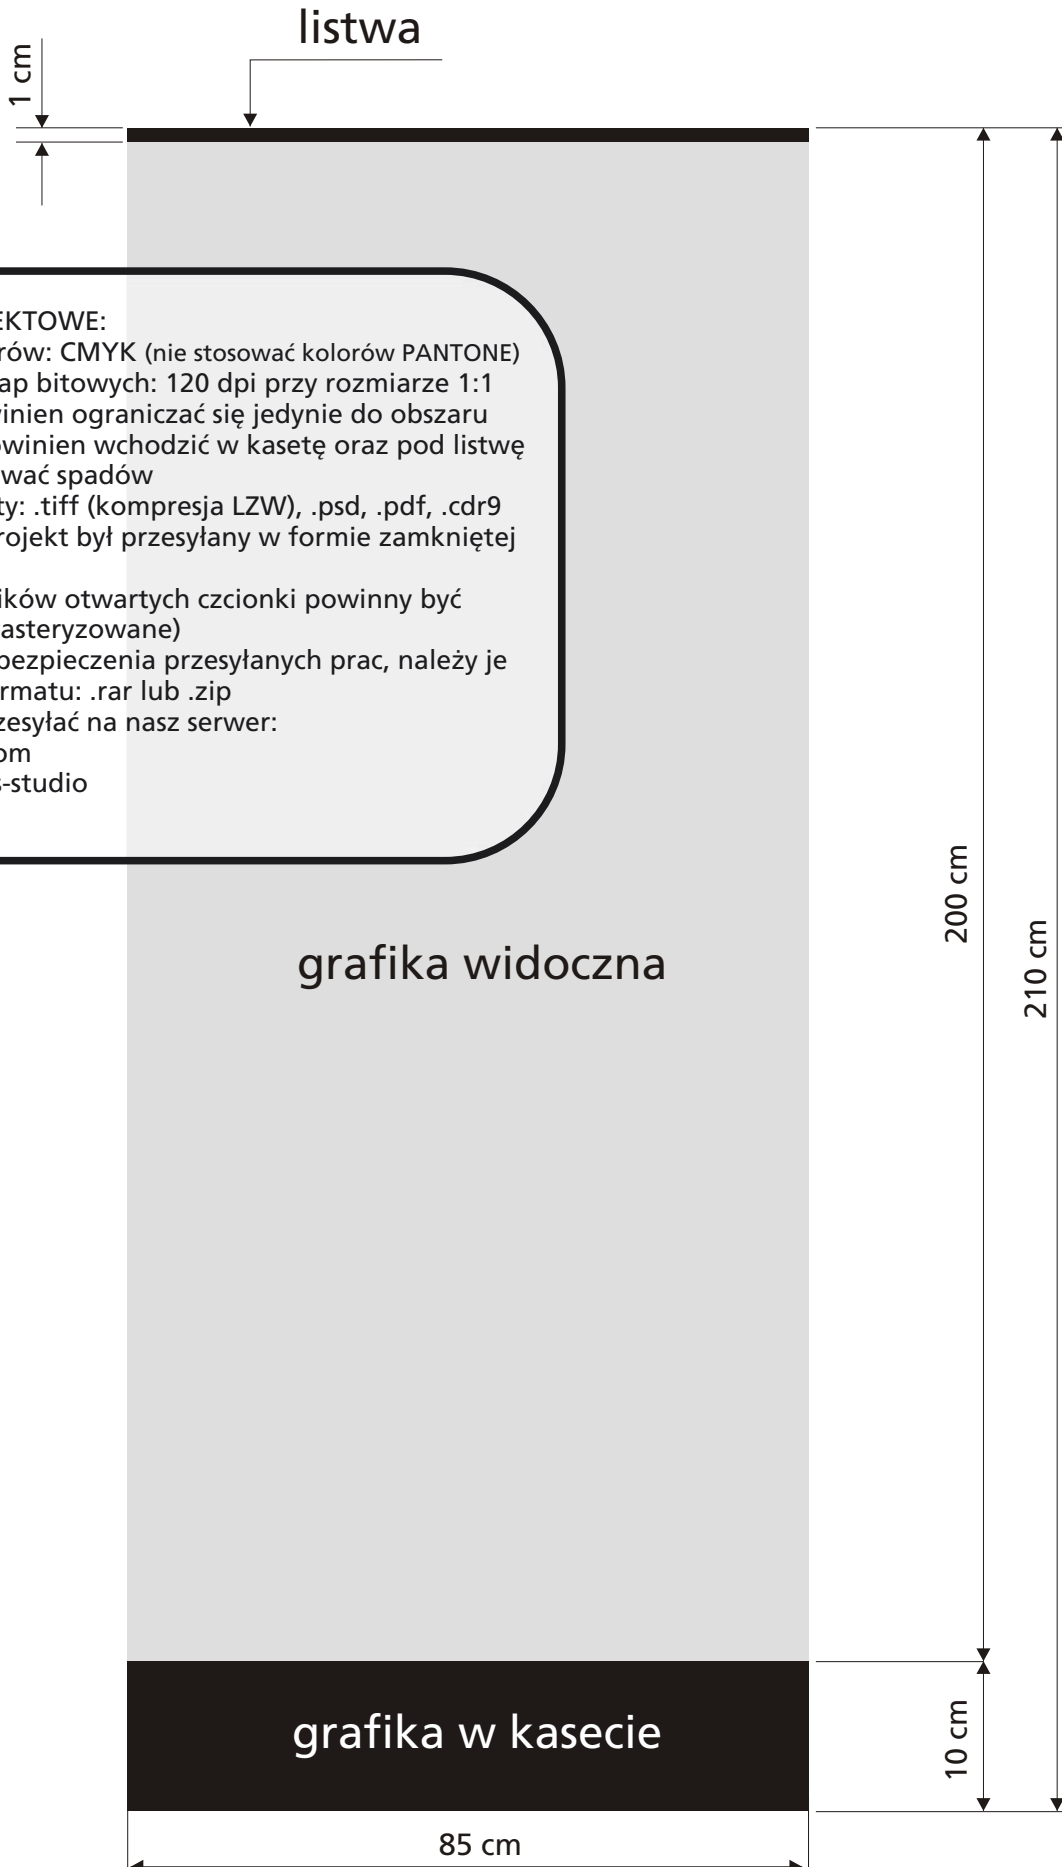 listwa
1 cm
EKTOWE:
rów: CMYK (nie stosować kolorów PANTONE)
ap bitowych: 120 dpi przy rozmiarze 1:1
inien ograniczać się jedynie do obszaru
owinien wchodzić w kasetę oraz pod listwę
wać spadów
ty: .tiff (kompresja LZW), .psd, .pdf, .cdr9
rojekt był przesyłany w formie zamkniętej
ików otwartych czcionki powinny być
asteryzowane)
bezpieczenia przesyłanych prac, należy je
rmatu: .rar lub .zip
zesyłać na nasz serwer:
om
s-studio
200 cm
210 cm
grafika widoczna
grafika w kasecie
10 cm
85 cm